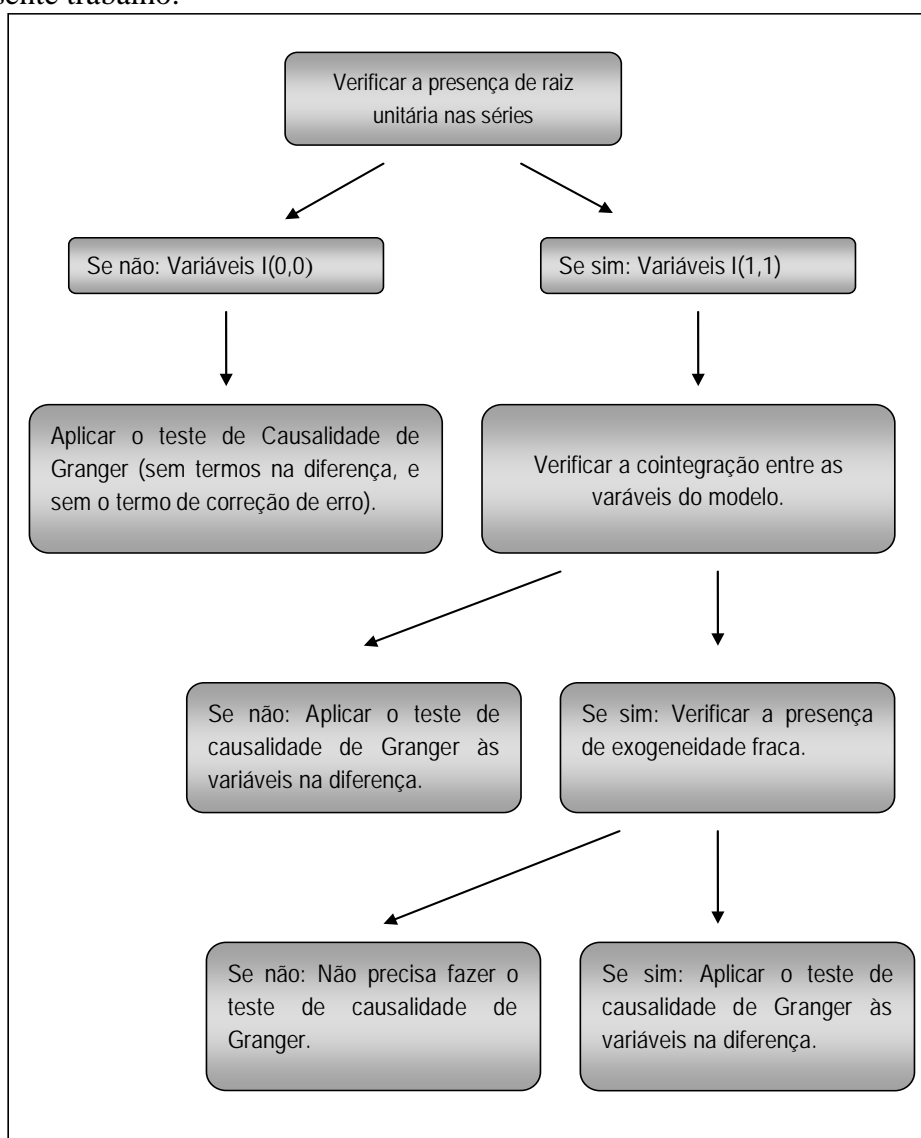 sente trabalho.
Verificar a presença de raiz
unitária nas séries
Se não: Variáveis I(0,0)
Se sim: Variáveis I(1,1)
Aplicar o teste de Causalidade de
Granger (sem termos na diferença, e
sem o termo de correção de erro).
Verificar a cointegração entre as
varáveis do modelo.
Se não: Aplicar o teste de
causalidade de Granger às
variáveis na diferença.
Se sim: Verificar a presença
de exogeneidade fraca.
Se não: Não precisa fazer o
teste de causalidade de
Granger.
Se sim: Aplicar o teste de
causalidade de Granger às
variáveis na diferença.